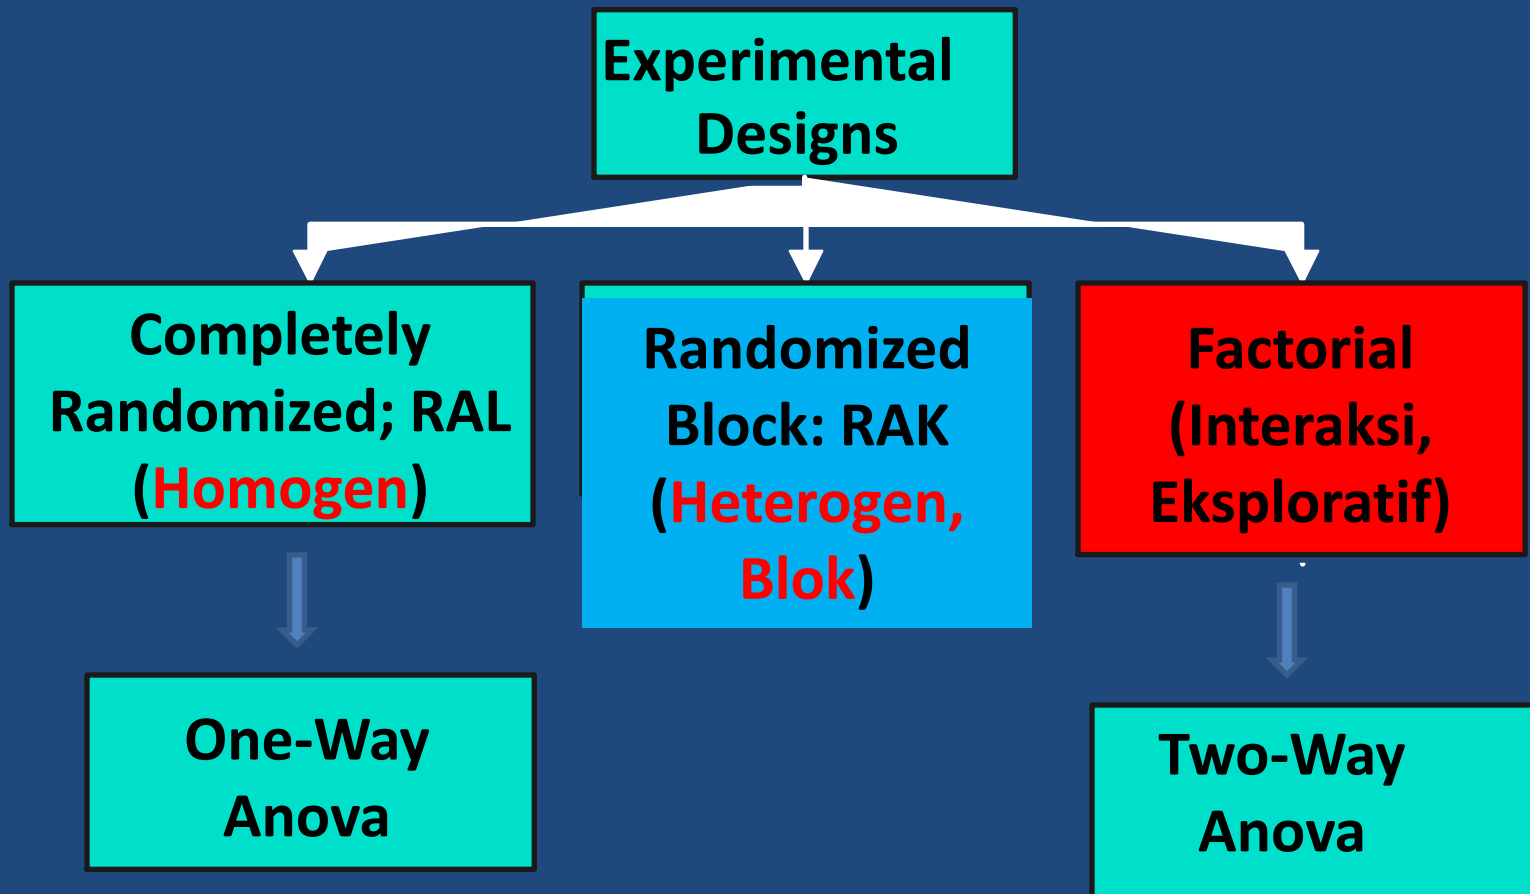 Experimental
Designs
Completely
Randomized; RAL
(Homogen)
Randomized
Block: RAK
(Heterogen,
Blok)
Factorial
(Interaksi,
Eksploratif)
One-Way
Anova
Two-Way
Anova